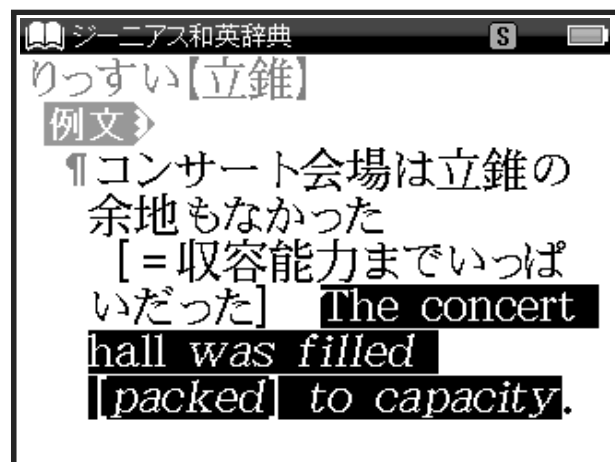 ジーニアス和英辞典 S
りっすい【立錐】
例文
¶コンサート会場は立錐の
余地もなかった
[=収容能力までいっぱ
いだった] The concert
hall was filled
[packed] to capacity.